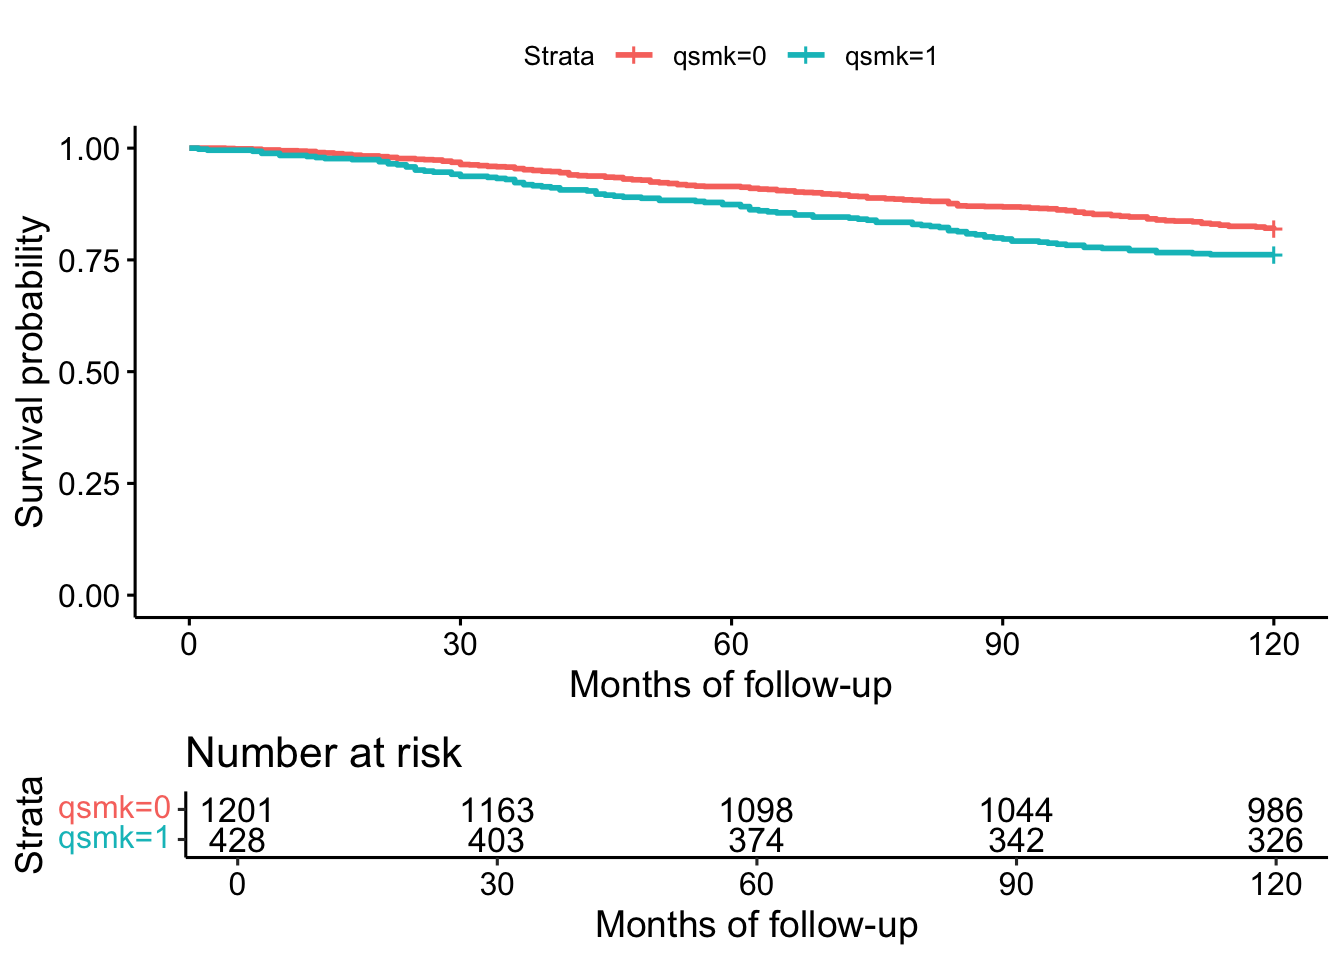 Strata qsmk=0 qsmk=1
Survival probability
1.00
0.75
0.50
0.25
0.00
0 30 60 90 120
Months of follow-up
Number at risk
Strata
qsmk=0 1201 1163 1098 1044 986
qsmk=1 428 403 374 342 326
0 30 60 90 120
Months of follow-up